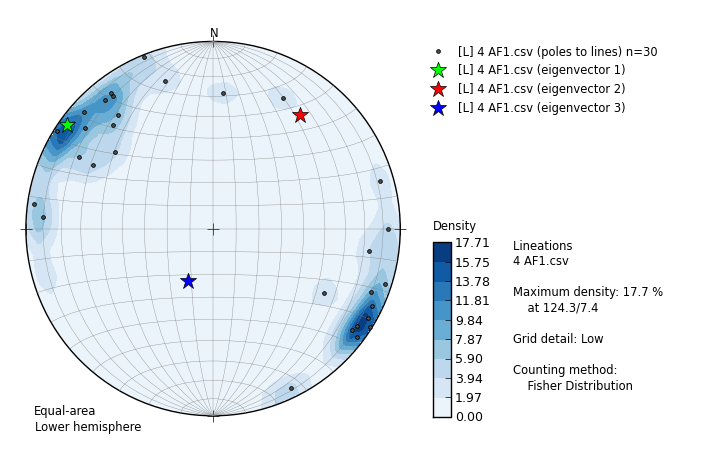 N
[L] 4 AF1.csv (poles to lines) n=30
[L] 4 AF1.csv (eigenvector 1)
[L] 4 AF1.csv (eigenvector 2)
[L] 4 AF1.csv (eigenvector 3)
Density
17.71
15.75
13.78
11.81
9.84
7.87
5.90
3.94
1.97
0.00
Lineations
4 AF1.csv
Maximum density: 17.7 %
at 124.3/7.4
Grid detail: Low
Counting method:
Fisher Distribution
Equal-area
Lower hemisphere